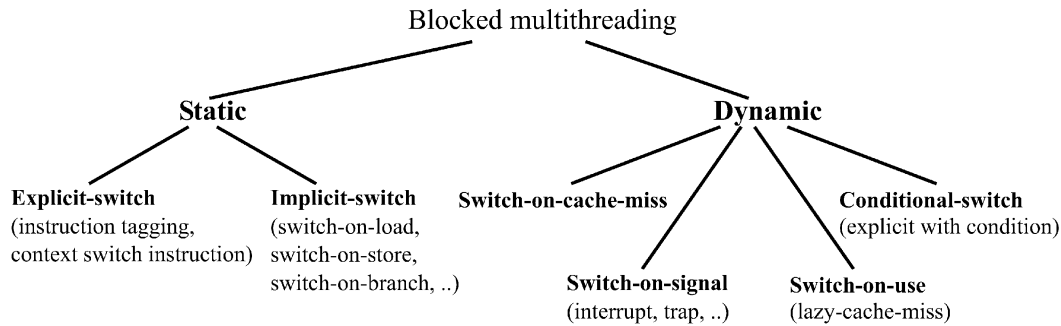 Blocked multithreading
Static
Dynamic
Explicit-switch
(instruction tagging,
context switch instruction)
Implicit-switch
(switch-on-load,
switch-on-store,
switch-on-branch, ..)
Switch-on-cache-miss
Switch-on-signal
(interrupt, trap, ..)
Switch-on-use
(lazy-cache-miss)
Conditional-switch
(explicit with condition)